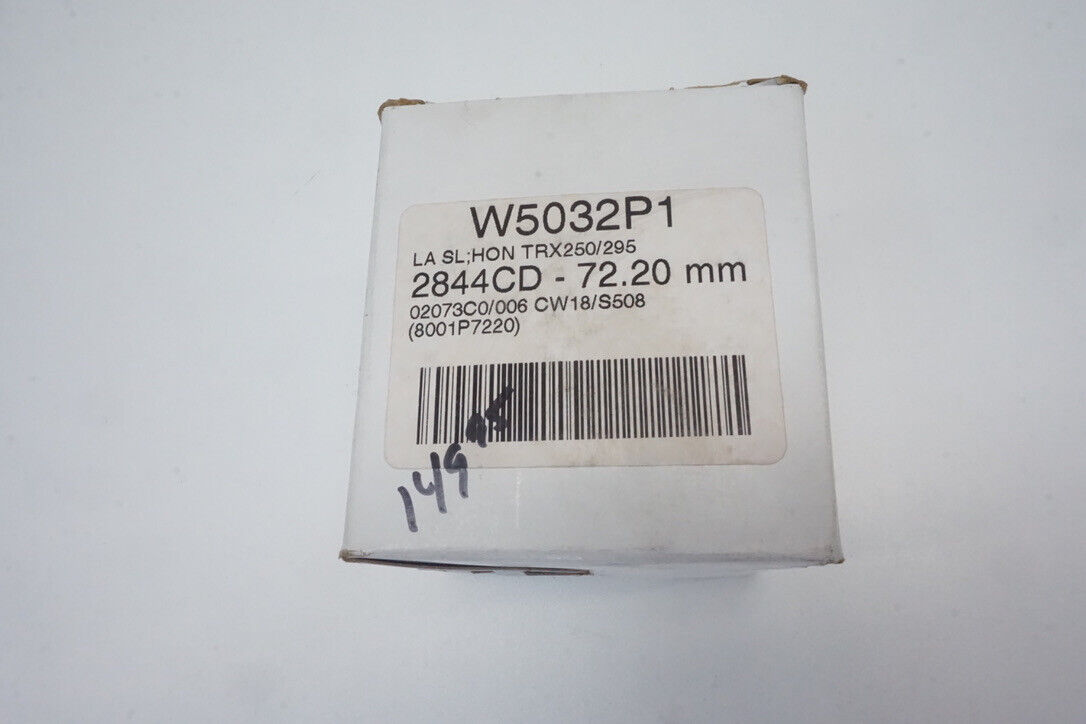 W5032P1
LA SL;HON TRX250/295
2844CD - 72.20 mm
02073C0/006 CW18/S508
(8001P7220)
149 95